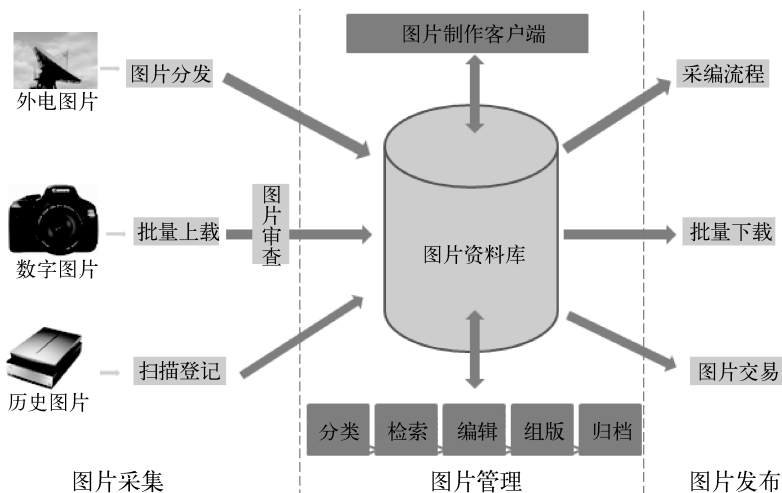 图片制作客户端
图片分发
外电图片
采编流程
图片审查
批量上载
数字图片
图片资料库
批量下载
扫描登记
历史图片
图片交易
分类
检索
编辑
组版
归档
图片采集
图片管理
图片发布